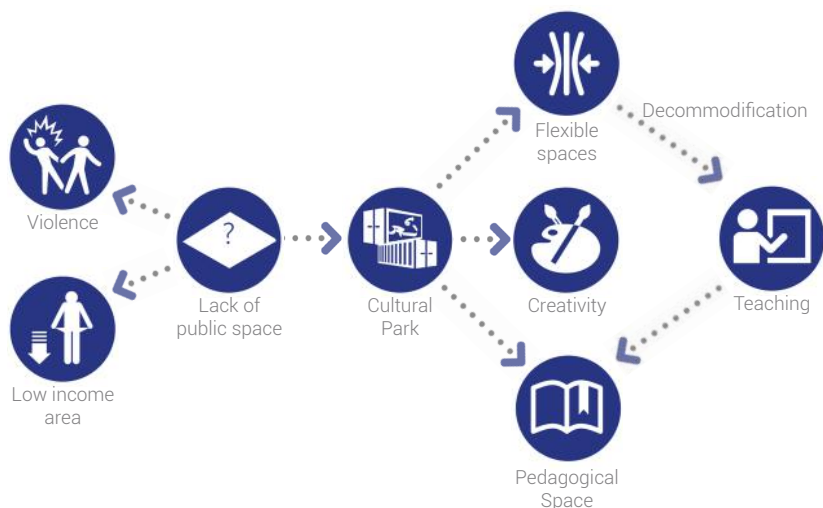 Violence
Low income
area
?
Lack of
public space
Cultural
Park
Flexible
spaces
Decommodification
Creativity
Teaching
Pedagogical
Space